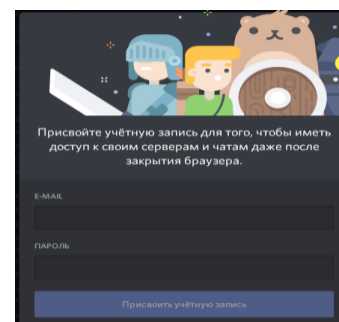 Присвойте учётную запись для того, чтобы иметь
доступ к своим серверам и чатам даже после
закрытия браузера.
E-MAIL
ПАРОЛЬ
Присвоить учётную запись